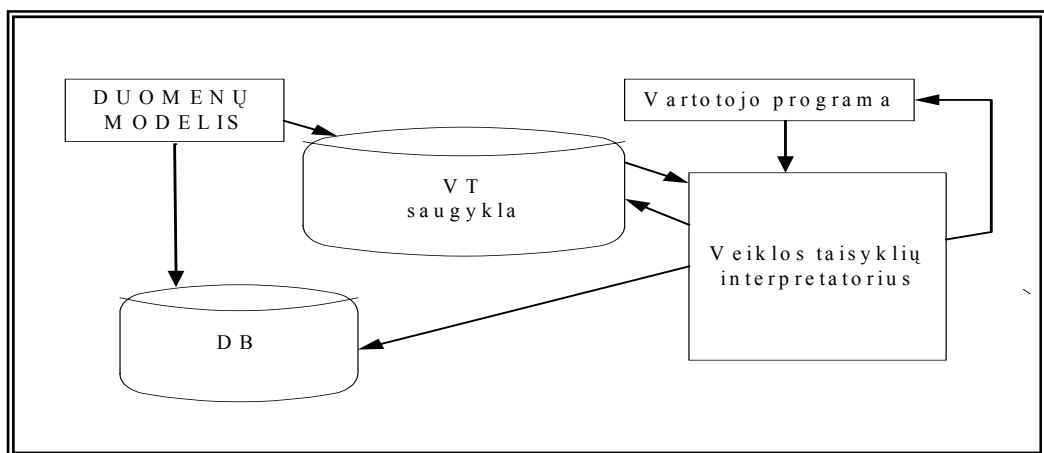 DUOMENŲ
MODELIS
Vartotojo programa
VT
saugykla
Veiklos taisyklių
interpretatorius
DB